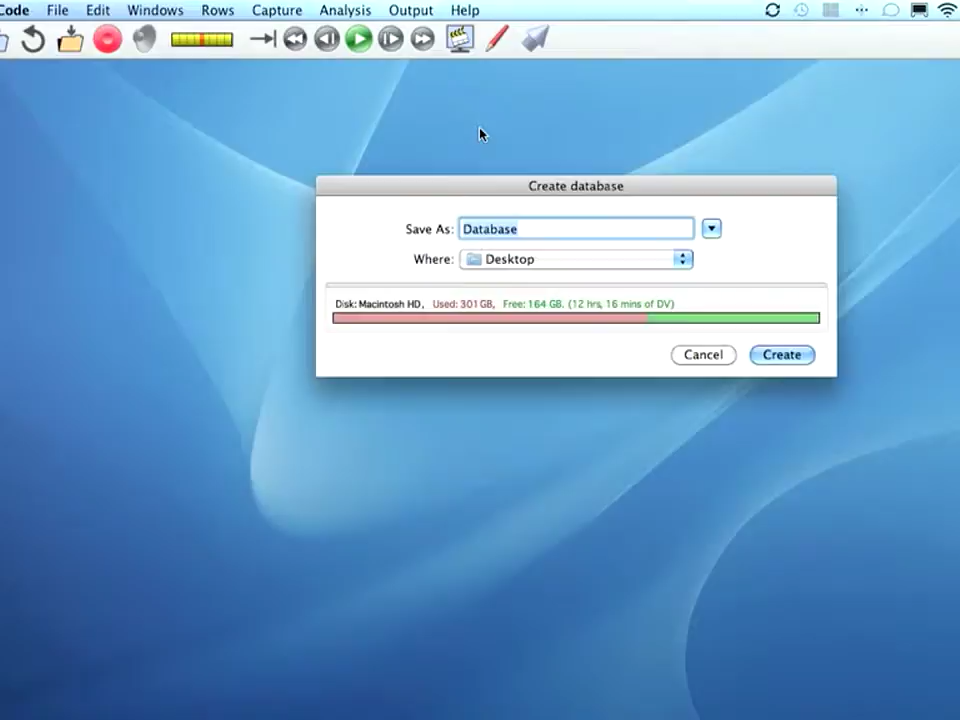 Code File Edit Windows Rows Capture Analysis Output Help
Create database
Save As: Database
Where: Desktop
Disk: Macintosh HD, Used: 301 GB, Free: 164 GB. (12 hrs, 16 mins of DV)
Cancel Create